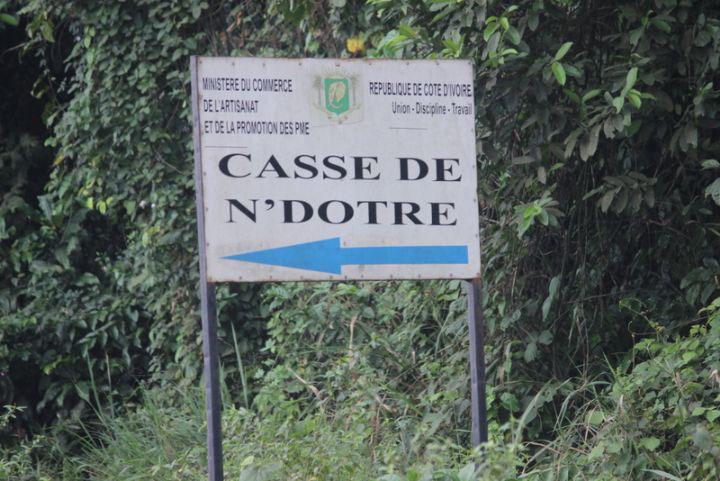 MINISTERE DU COMMERCE
DE L'ARTISANAT
ET DE LA PROMOTION DES PME
REPUBLIQUE DE COTE D'IVOIRE
Union - Discipline - Travail
CASSE DE
N'DOTRE